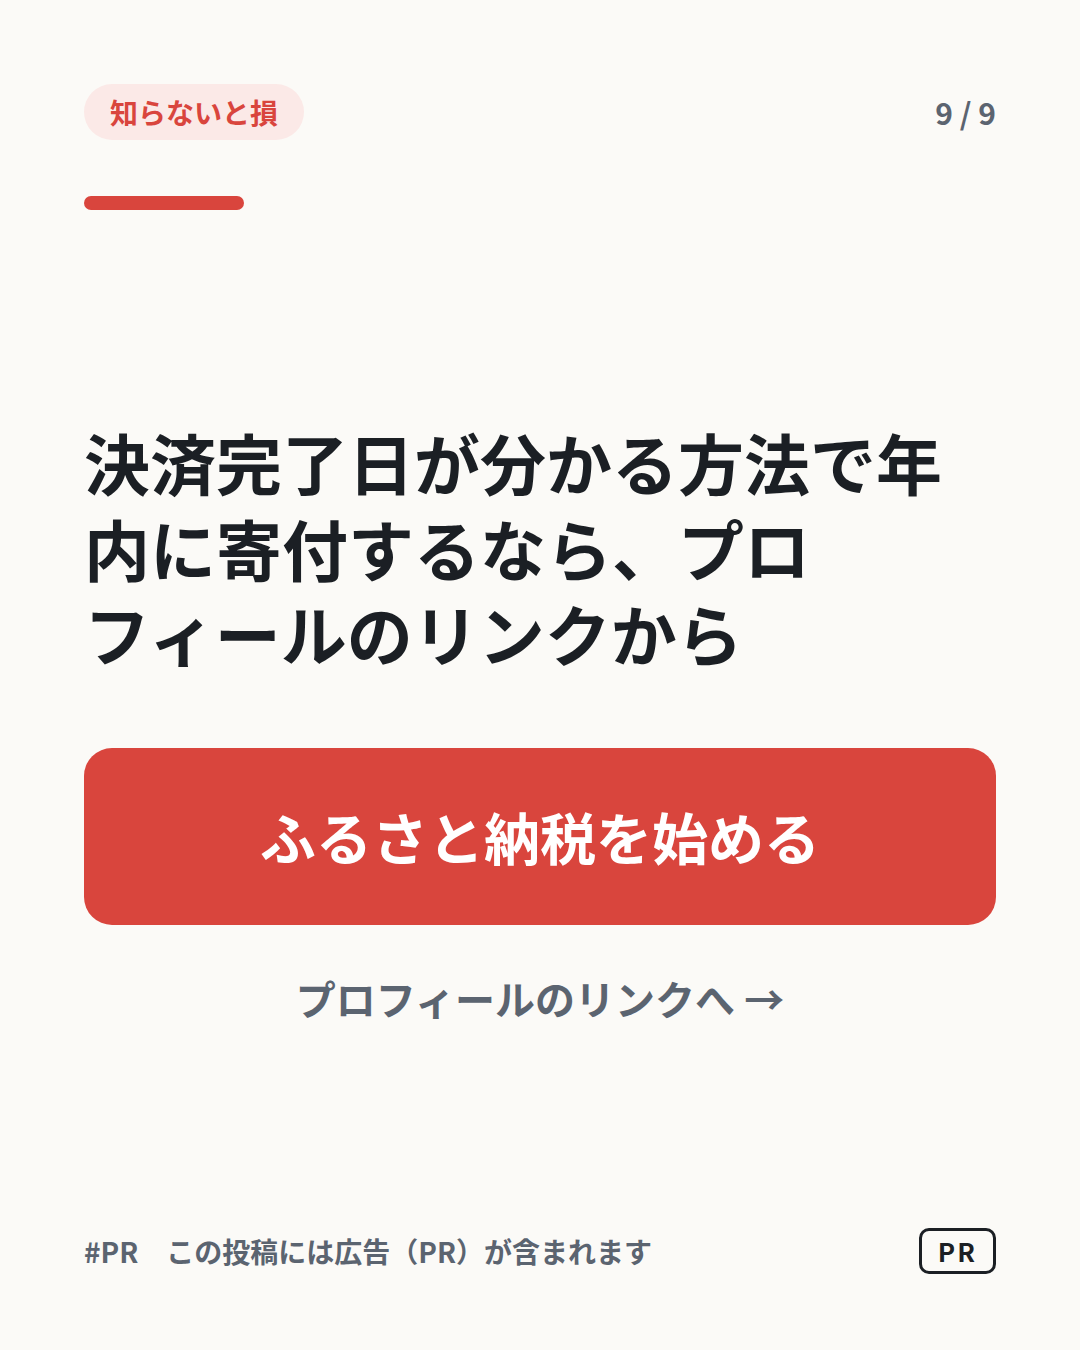 知らないと損
9 / 9
決済完了日が分かる方法で年
内に寄付するなら、プロ
フィールのリンクから
ふるさと納税を始める
プロフィールのリンクへ →
#PR　この投稿には広告（PR）が含まれます
PR